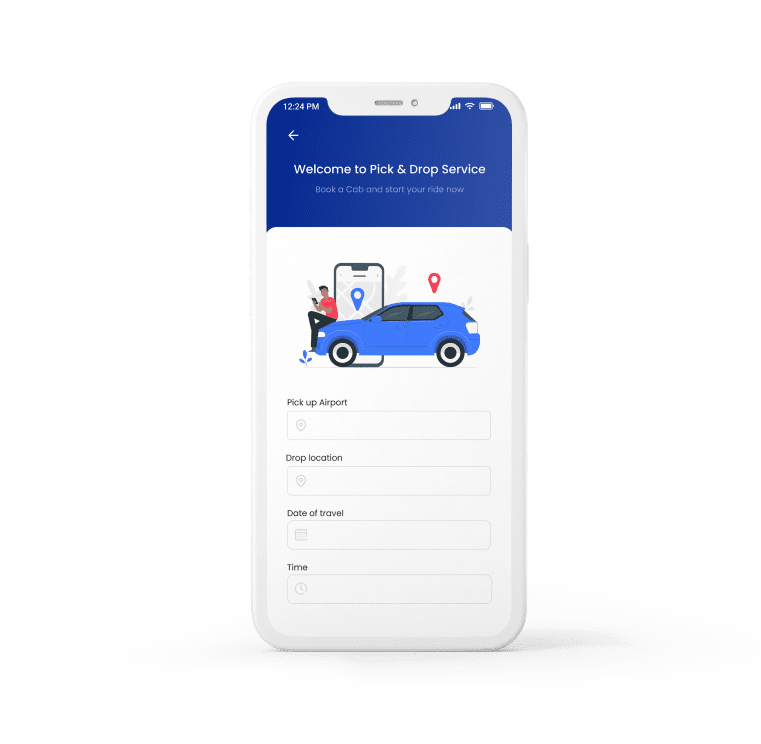 12:24 PM
Welcome to Pick & Drop Service
Book a Cab and start your ride now
Pick up Airport
Drop location
Date of travel
Time